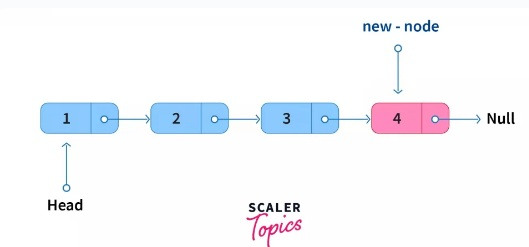 new - node
1
2
3
4
Null
Head
SCALER
Topics